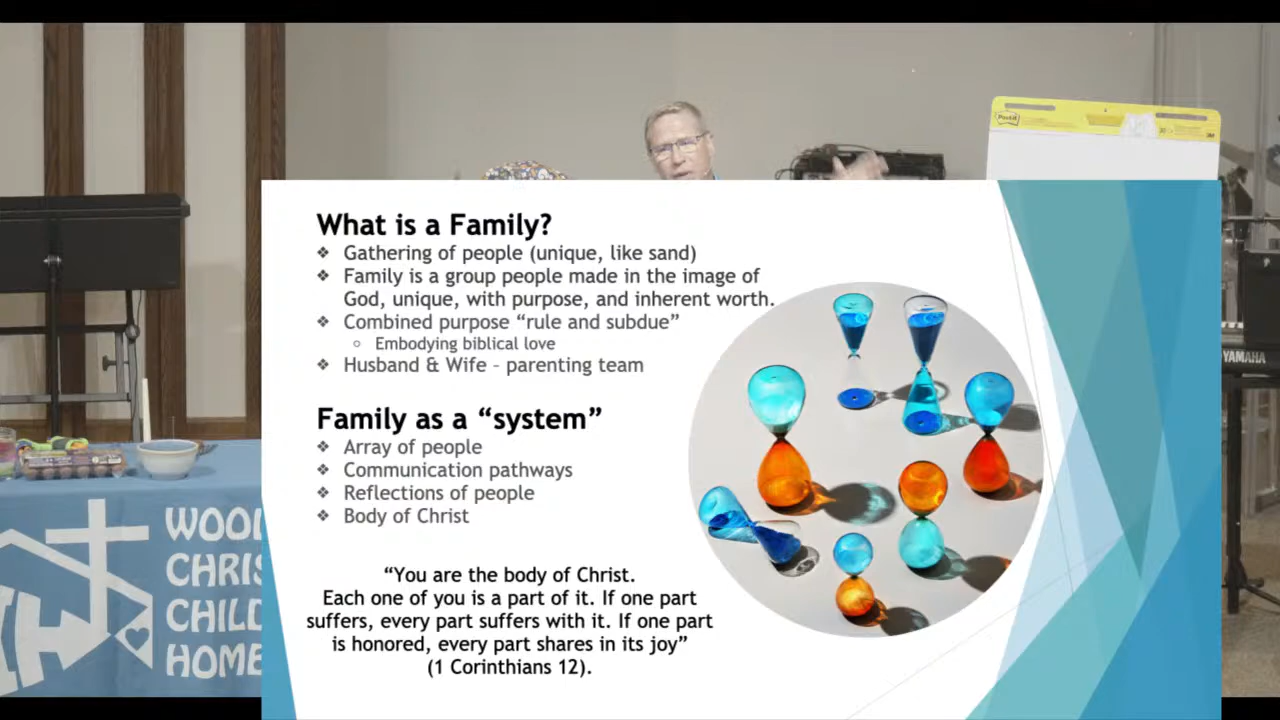 Post-it
What is a Family?
❖ Gathering of people (unique, like sand)
❖ Family is a group people made in the image of
God, unique, with purpose, and inherent worth.
❖ Combined purpose “rule and subdue”
○ Embodying biblical love
❖ Husband & Wife – parenting team
YAMAHA
Family as a “system”
❖ Array of people
❖ Communication pathways
❖ Reflections of people
❖ Body of Christ
WOO
CHRIS
CHILD
HOME
“You are the body of Christ.
Each one of you is a part of it. If one part
suffers, every part suffers with it. If one part
is honored, every part shares in its joy”
(1 Corinthians 12).